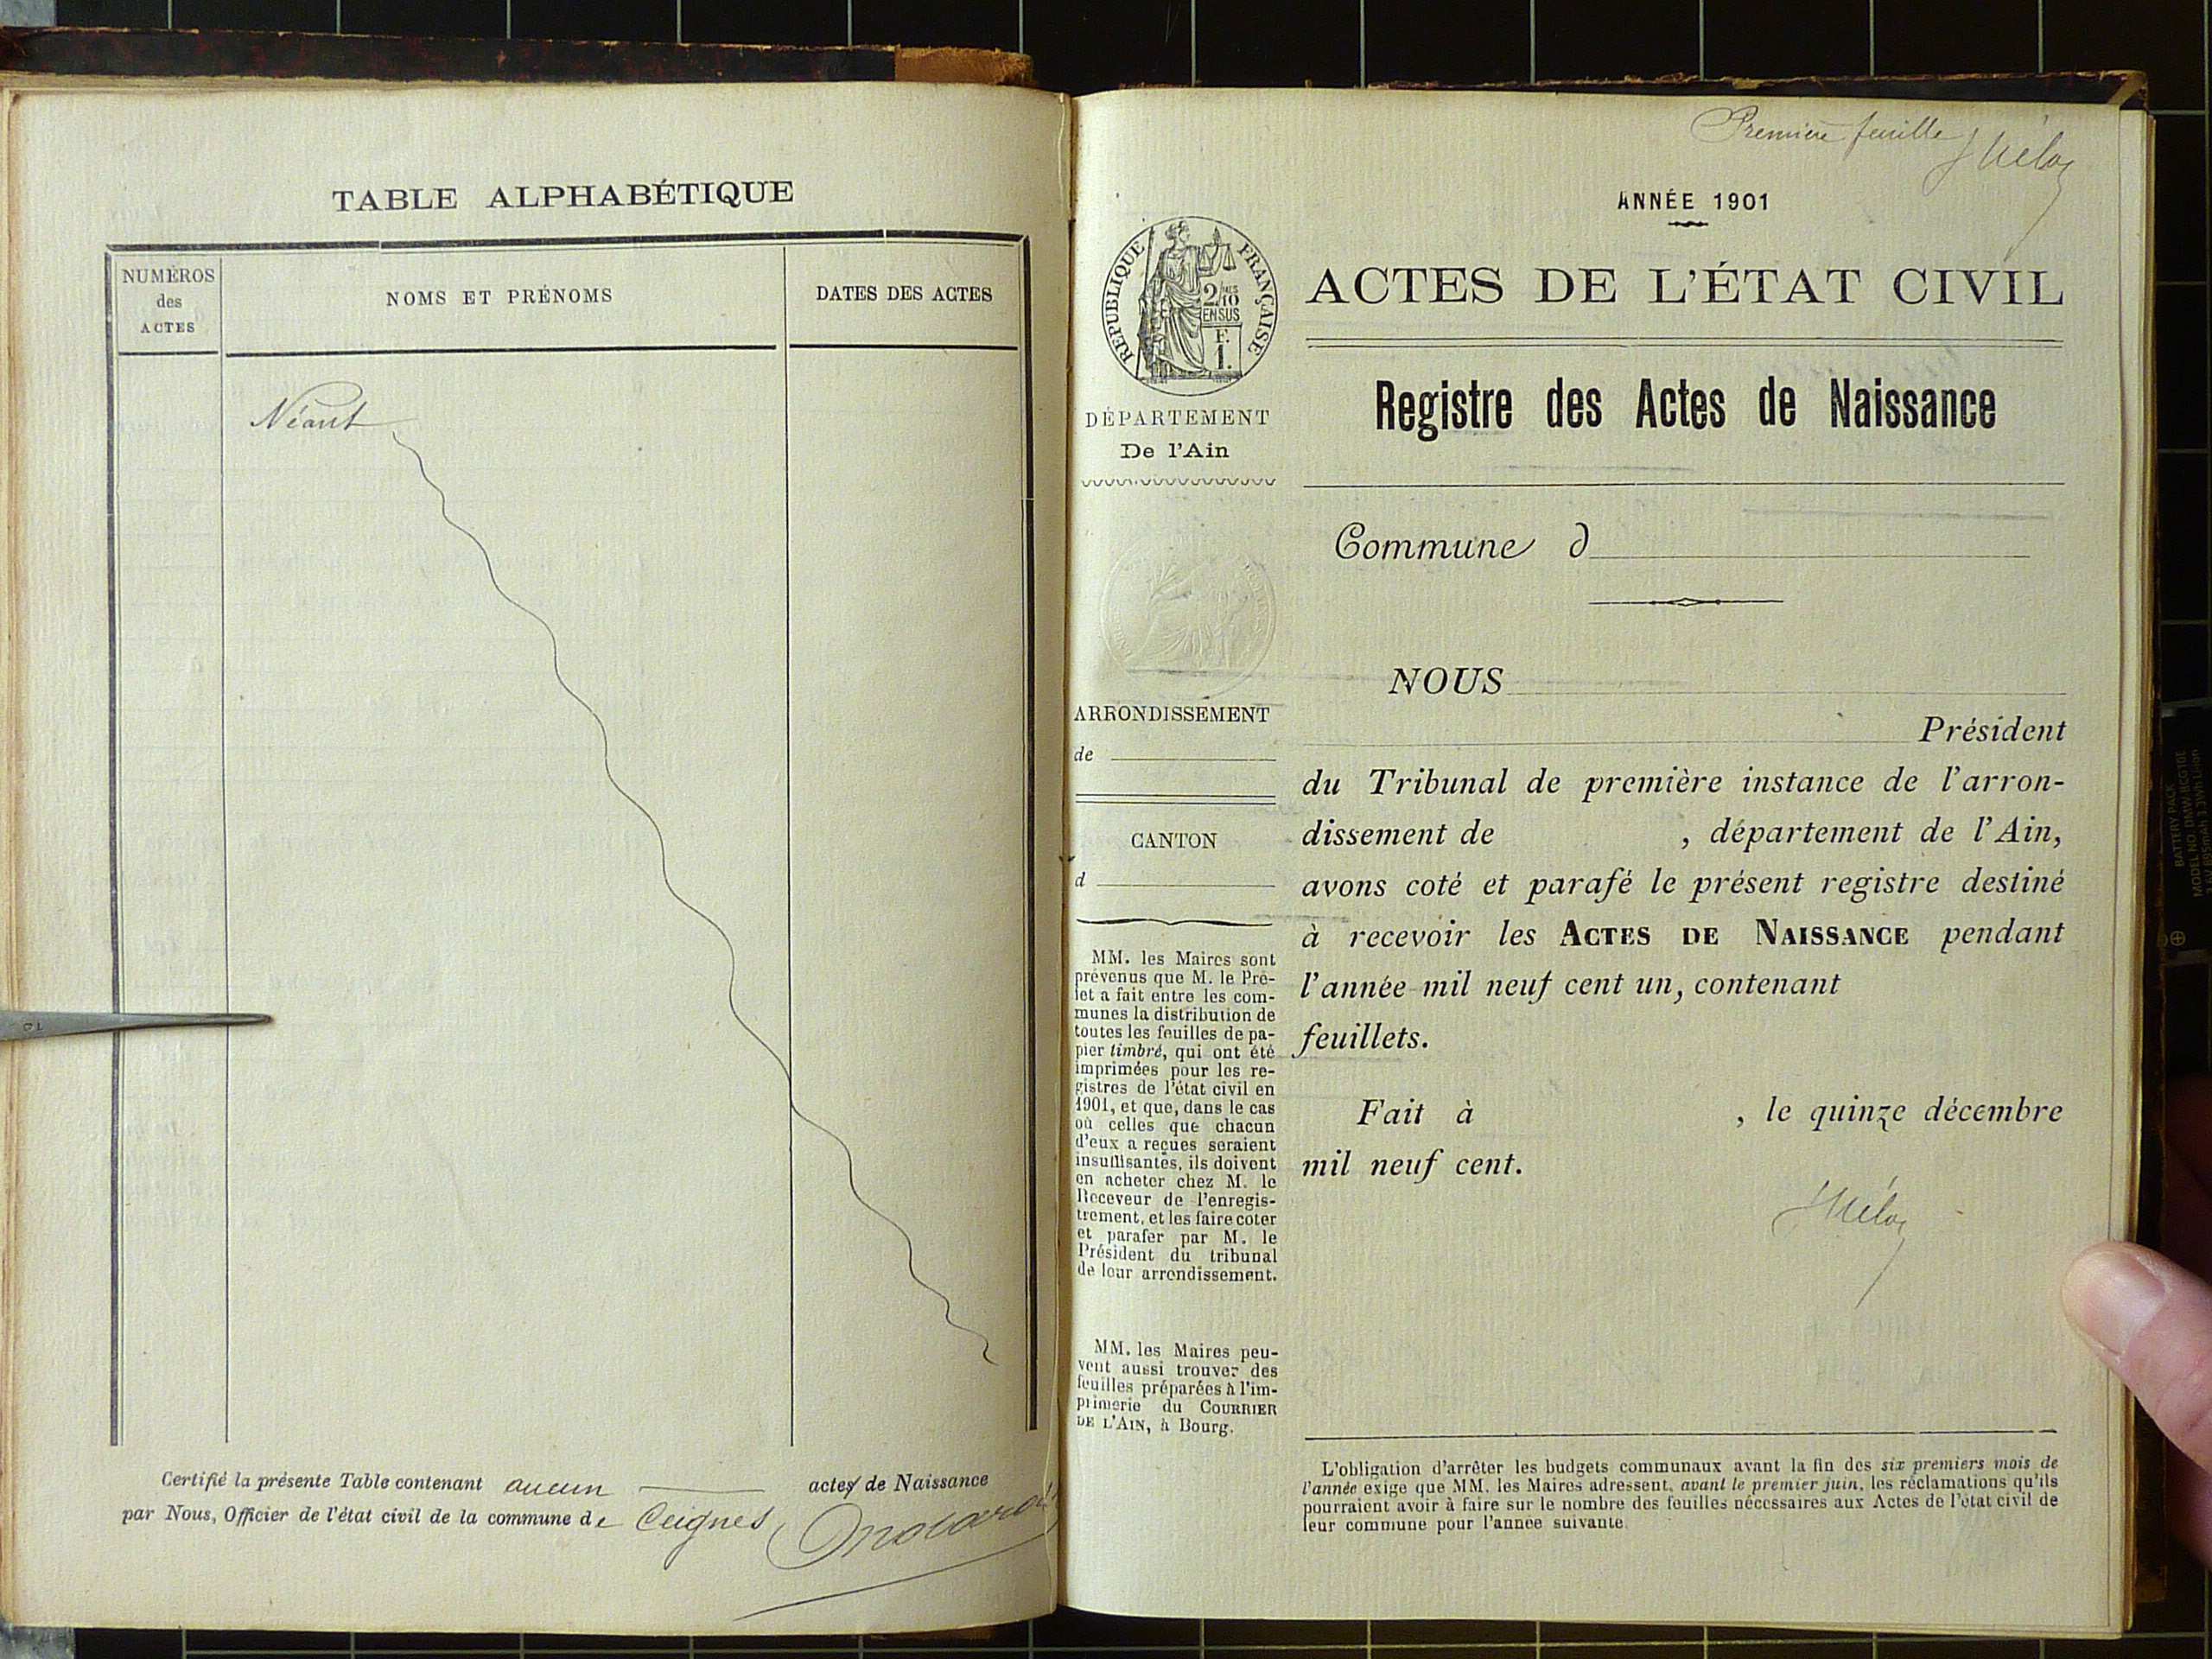 TABLE ALPHABÉTIQUE
NUMÉROS
des
ACTES
NOMS ET PRÉNOMS
DATES DES ACTES
Néant
Certifié la présente Table contenant aucun actes de Naissance
par Nous, Officier de l'état civil de la commune de Ceignes
Première feuille
ANNÉE 1901
RÉPUBLIQUE FRANÇAISE
2/10
EN SUS
F.
1.
DÉPARTEMENT
De l'Ain
ARRONDISSEMENT
de
CANTON
d
MM. les Maires sont
prévenus que M. le Pré-
fet a fait entre les com-
munes la distribution de
toutes les feuilles de pa-
pier timbré, qui ont été
imprimées pour les re-
gistres de l'état civil en
1901, et que, dans le cas
où celles que chacun
d'eux a reçues seraient
insuffisantes, ils doivent
en acheter chez M. le
Receveur de l'enregis-
trement, et les faire coter
et parafer par M. le
Président du tribunal
de leur arrondissement.
MM. les Maires peu-
vent aussi trouver des
feuilles préparées à l'im-
primerie du COURRIER
DE L'AIN, à Bourg.
ACTES DE L'ÉTAT CIVIL
Registre des Actes de Naissance
Commune d
NOUS
Président
du Tribunal de première instance de l'arron-
dissement de , département de l'Ain,
avons coté et parafé le présent registre destiné
à recevoir les ACTES DE NAISSANCE pendant
l'année mil neuf cent un, contenant
feuillets.
Fait à , le quinze décembre
mil neuf cent.
L'obligation d'arrêter les budgets communaux avant la fin des six premiers mois de
l'année exige que MM. les Maires adressent, avant le premier juin, les réclamations qu'ils
pourraient avoir à faire sur le nombre des feuilles nécessaires aux Actes de l'état civil de
leur commune pour l'année suivante.